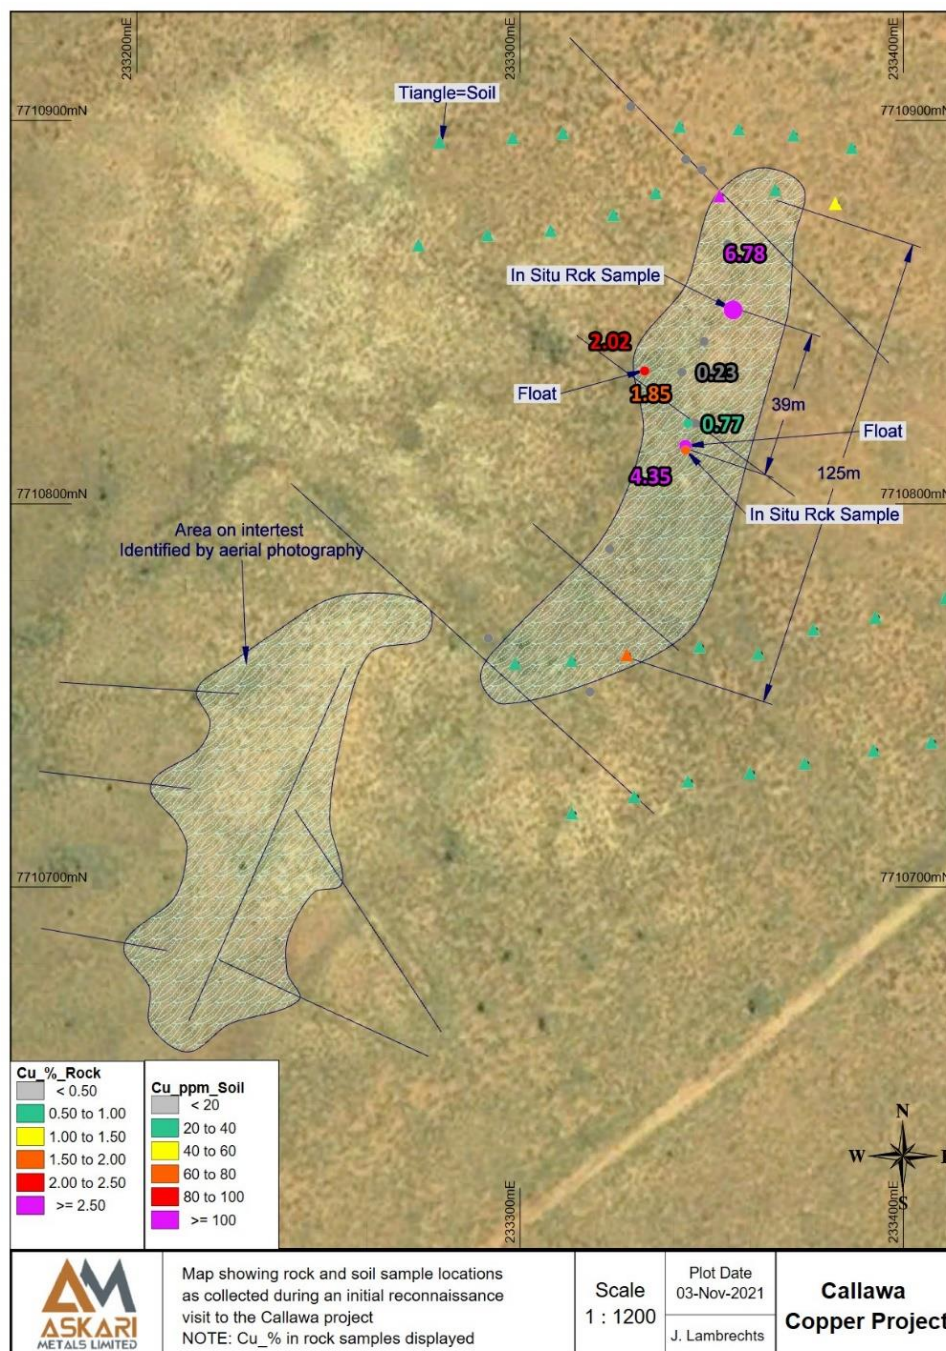 233200mE
233300mE
233400mE
Tiangle=Soil
7710900mN
7710900mN
6.78
In Situ Rck Sample
2.02
0.23
Float
1.85
39m
0.77
Float
125m
4.35
7710800mN
7710800mN
In Situ Rck Sample
Area on intertest
Identified by aerial photography
7710700mN
7710700mN
Cu_%_Rock
< 0.50
0.50 to 1.00
1.00 to 1.50
1.50 to 2.00
2.00 to 2.50
>= 2.50
Cu_ppm_Soil
< 20
20 to 40
40 to 60
60 to 80
80 to 100
>= 100
N
W
S
233300mE
233400mE
AM
ASKARI
METALS LIMITED
Map showing rock and soil sample locations
as collected during an initial reconnaissance
visit to the Callawa project
NOTE: Cu_% in rock samples displayed
Scale
1 : 1200
Plot Date
03-Nov-2021
J. Lambrechts
Callawa
Copper Project